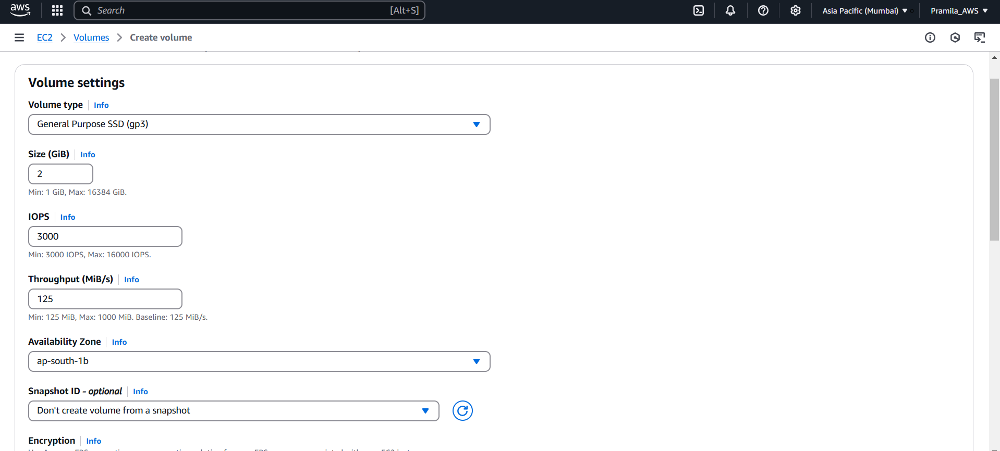 aws
Search [Alt+S]
Asia Pacific (Mumbai)
Pramila_AWS
EC2 > Volumes > Create volume
Volume settings
Volume type Info
General Purpose SSD (gp3)
Size (GiB) Info
2
Min: 1 GiB, Max: 16384 GiB.
IOPS Info
3000
Min: 3000 IOPS, Max: 16000 IOPS.
Throughput (MiB/s) Info
125
Min: 125 MiB, Max: 1000 MiB. Baseline: 125 MiB/s.
Availability Zone Info
ap-south-1b
Snapshot ID - optional Info
Don't create volume from a snapshot
Encryption Info